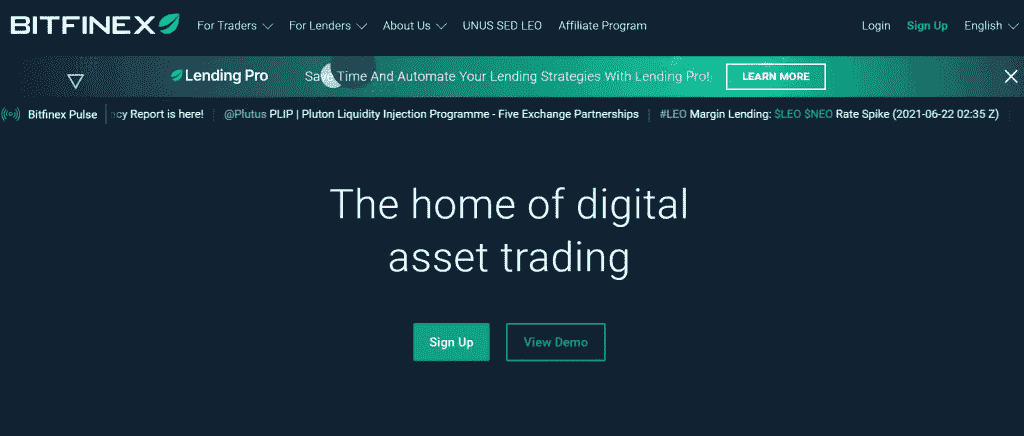 BITFINEX For Traders For Lenders About Us UNUS SED LEO Affiliate Program Login Sign Up English
Lending Pro Save Time And Automate Your Lending Strategies With Lending Pro! LEARN MORE
Bitfinex Pulse ncy Report is here! @Plutus PLIP | Pluton Liquidity Injection Programme - Five Exchange Partnerships #LEO Margin Lending: $LEO $NEO Rate Spike (2021-06-22 02:35 Z)
The home of digital
asset trading
Sign Up View Demo